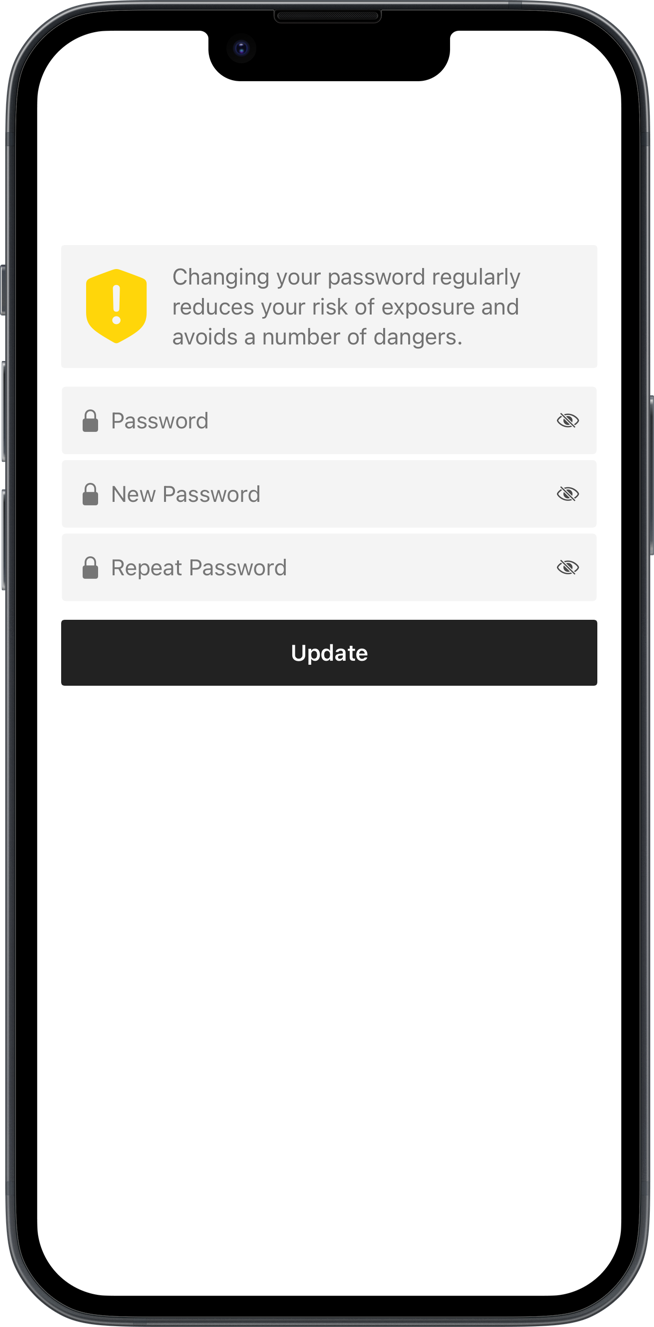 Changing your password regularly
reduces your risk of exposure and
avoids a number of dangers.
Password
New Password
Repeat Password
Update